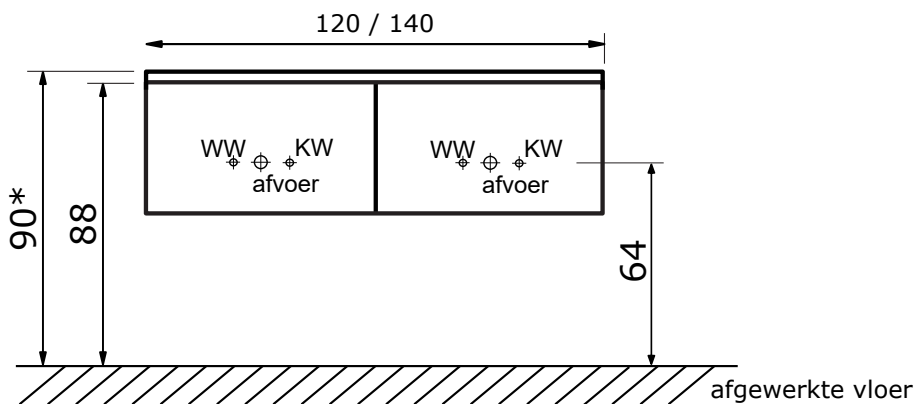 120 / 140
90*
88
WW KW
afvoer
WW KW
afvoer
64
afgewerkte vloer